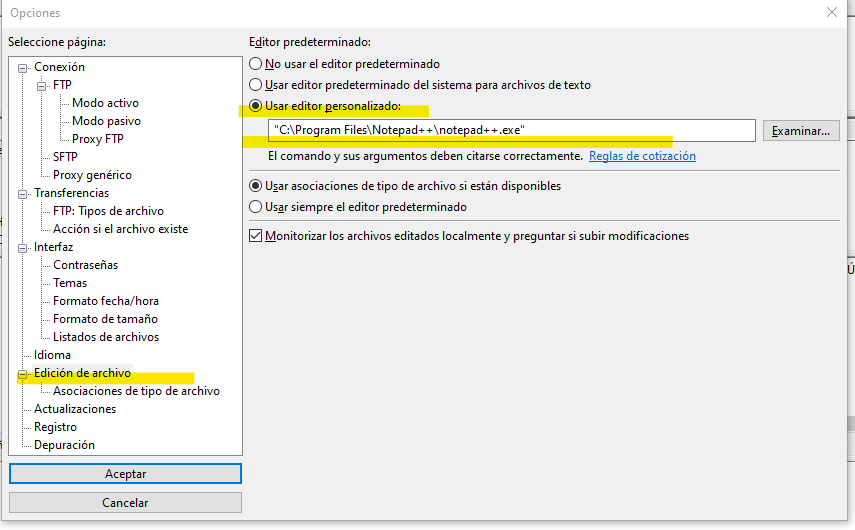 Opciones
Seleccione página:
Conexión
FTP
Modo activo
Modo pasivo
Proxy FTP
SFTP
Proxy genérico
Transferencias
FTP: Tipos de archivo
Acción si el archivo existe
Interfaz
Contraseñas
Temas
Formato fecha/hora
Formato de tamaño
Listados de archivos
Idioma
Edición de archivo
Asociaciones de tipo de archivo
Actualizaciones
Registro
Depuración
Aceptar
Cancelar
Editor predeterminado:
No usar el editor predeterminado
Usar editor predeterminado del sistema para archivos de texto
Usar editor personalizado:
"C:\Program Files\Notepad++\notepad++.exe"
Examinar...
El comando y sus argumentos deben citarse correctamente. Reglas de cotización
Usar asociaciones de tipo de archivo si están disponibles
Usar siempre el editor predeterminado
Monitorizar los archivos editados localmente y preguntar si subir modificaciones